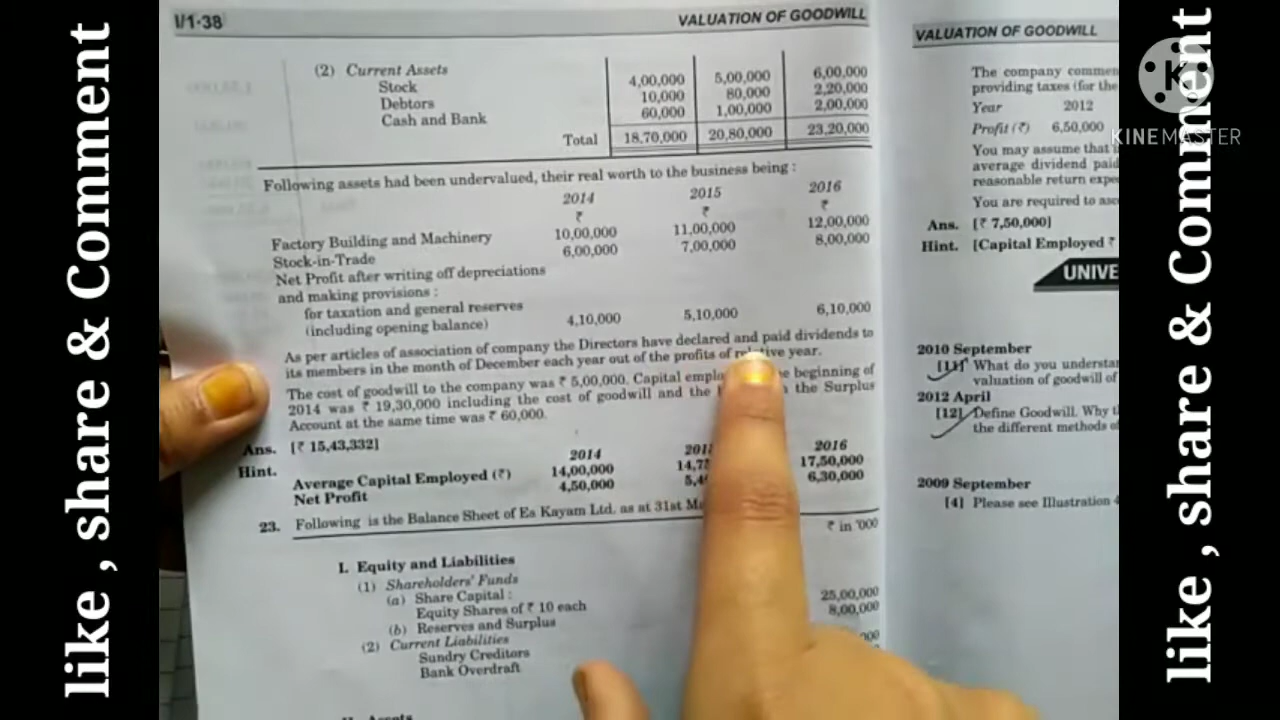 like , share & Comment
I/1·38
VALUATION OF GOODWILL
(2) Current Assets
Stock 4,00,000 5,00,000 6,00,000
Debtors 10,000 80,000 2,20,000
Cash and Bank 60,000 1,00,000 2,00,000
Total 18,70,000 20,80,000 23,20,000
Following assets had been undervalued, their real worth to the business being :
2014 2015 2016
₹ ₹ ₹
Factory Building and Machinery 10,00,000 11,00,000 12,00,000
Stock-in-Trade 6,00,000 7,00,000 8,00,000
Net Profit after writing off depreciations
and making provisions :
for taxation and general reserves
(including opening balance) 4,10,000 5,10,000 6,10,000
As per articles of association of company the Directors have declared and paid dividends to
its members in the month of December each year out of the profits of relative year.
The cost of goodwill to the company was ₹ 5,00,000. Capital beginning of
2014 was ₹ 19,30,000 including the cost of goodwill and the the Surplus
Account at the same time was ₹ 60,000.
Ans. [₹ 15,43,332]
Hint. 2014 2016
Average Capital Employed (₹) 14,00,000 17,50,000
Net Profit 4,50,000 6,30,000
23. Following is the Balance Sheet of Es Kayam Ltd. as at 31st
₹ in '000
I. Equity and Liabilities
(1) Shareholders' Funds
(a) Share Capital :
Equity Shares of ₹ 10 each 25,00,000
(b) Reserves and Surplus 8,00,000
(2) Current Liabilities
Sundry Creditors
Bank Overdraft
II. Assets
VALUATION OF GOODWILL
The company
providing taxes (for the
Year 2012
Profit (₹) 6,50,000
You may assume that
average dividend paid
reasonable return
You are required to
Ans. [₹ 7,50,000]
Hint. [Capital Employed ₹
UNIVE
2010 September
[11] What do you
valuation of goodwill of
2012 April
[12] Define Goodwill. Why
the different methods
2009 September
[4] Please see Illustration
K
KINEMASTER
like , share & Comment